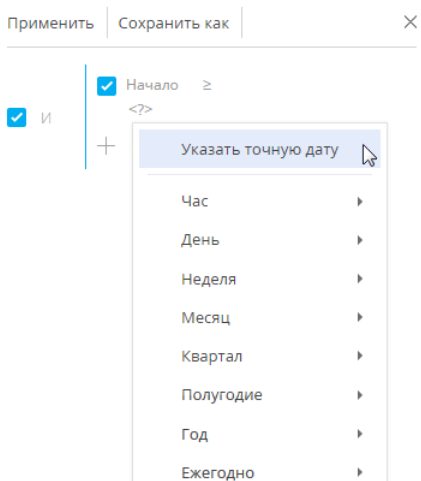 Применить Сохранить как
Начало ≥
И
<?>
Указать точную дату
Час
День
Неделя
Месяц
Квартал
Полугодие
Год
Ежегодно